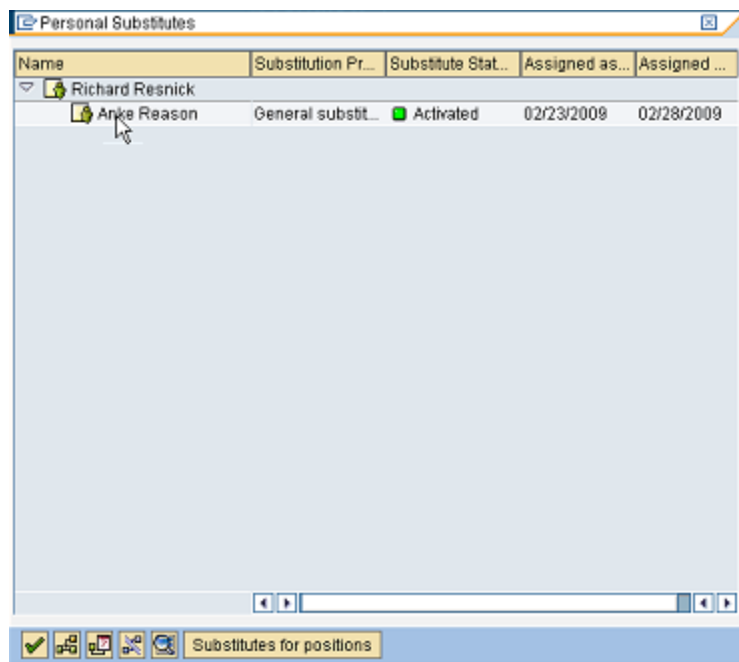 Personal Substitutes
Name Substitution Pr... Substitute Stat... Assigned as... Assigned ...
Richard Resnick
Anke Reason General substit... Activated 02/23/2009 02/28/2009
Substitutes for positions